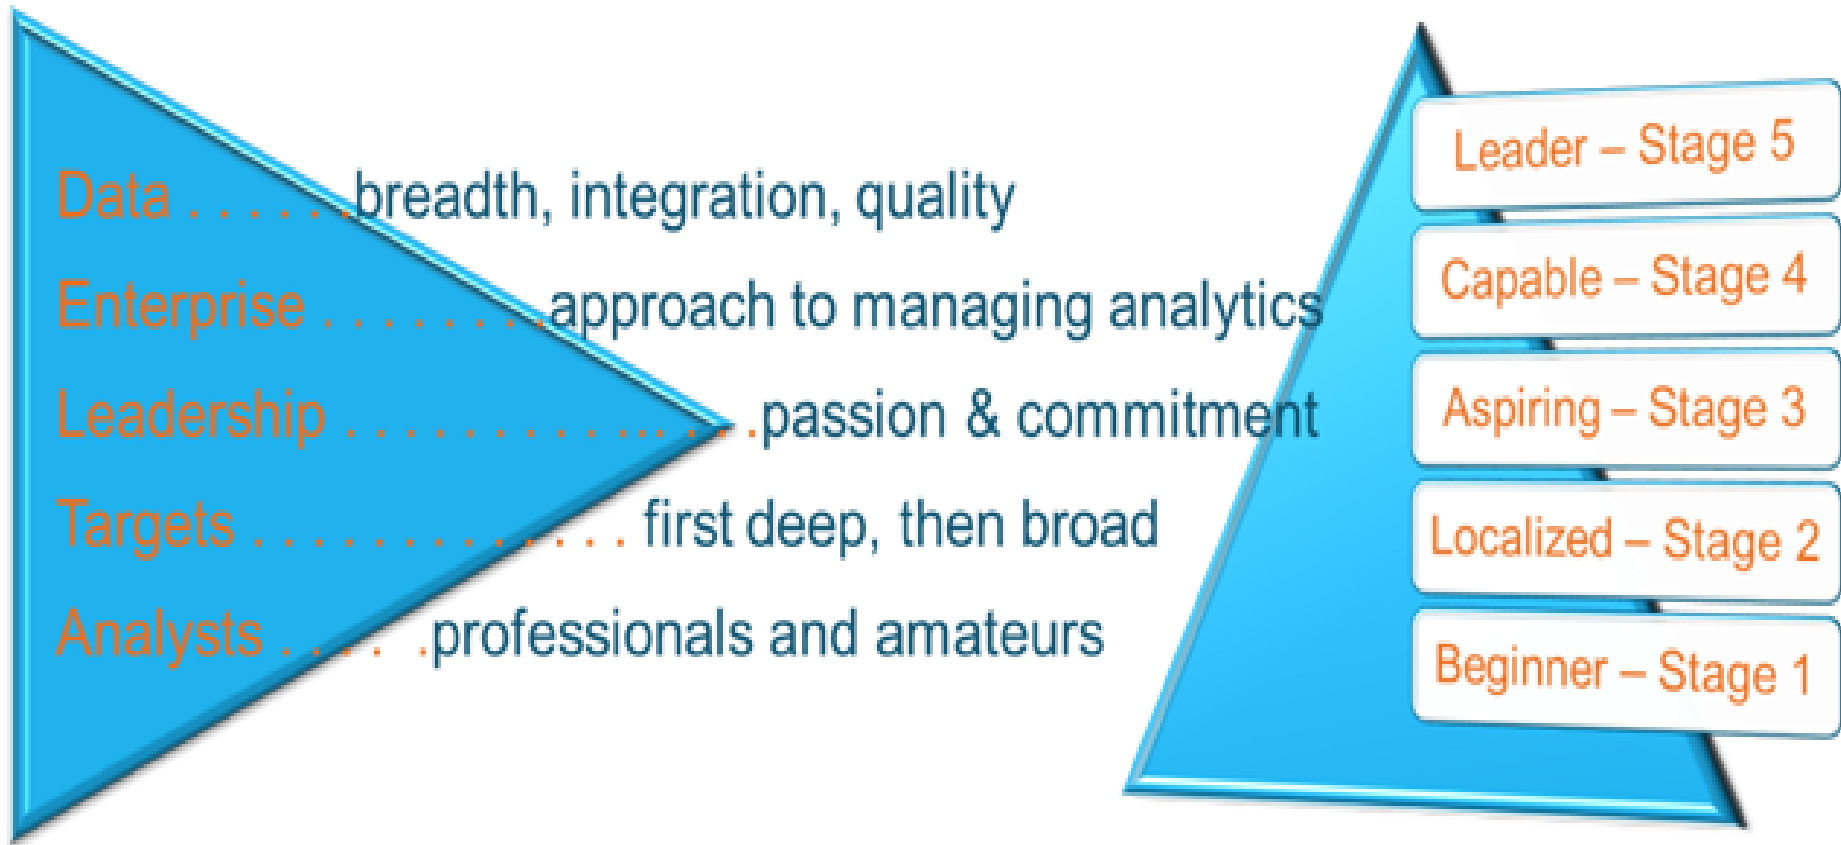 Data . . . . . .breadth, integration, quality
Enterprise . . . . . . . .approach to managing analytics
Leadership . . . . . . . . . . ... . . .passion & commitment
Targets . . . . . . . . . . . . . first deep, then broad
Analysts . . . . .professionals and amateurs
Leader – Stage 5
Capable – Stage 4
Aspiring – Stage 3
Localized – Stage 2
Beginner – Stage 1